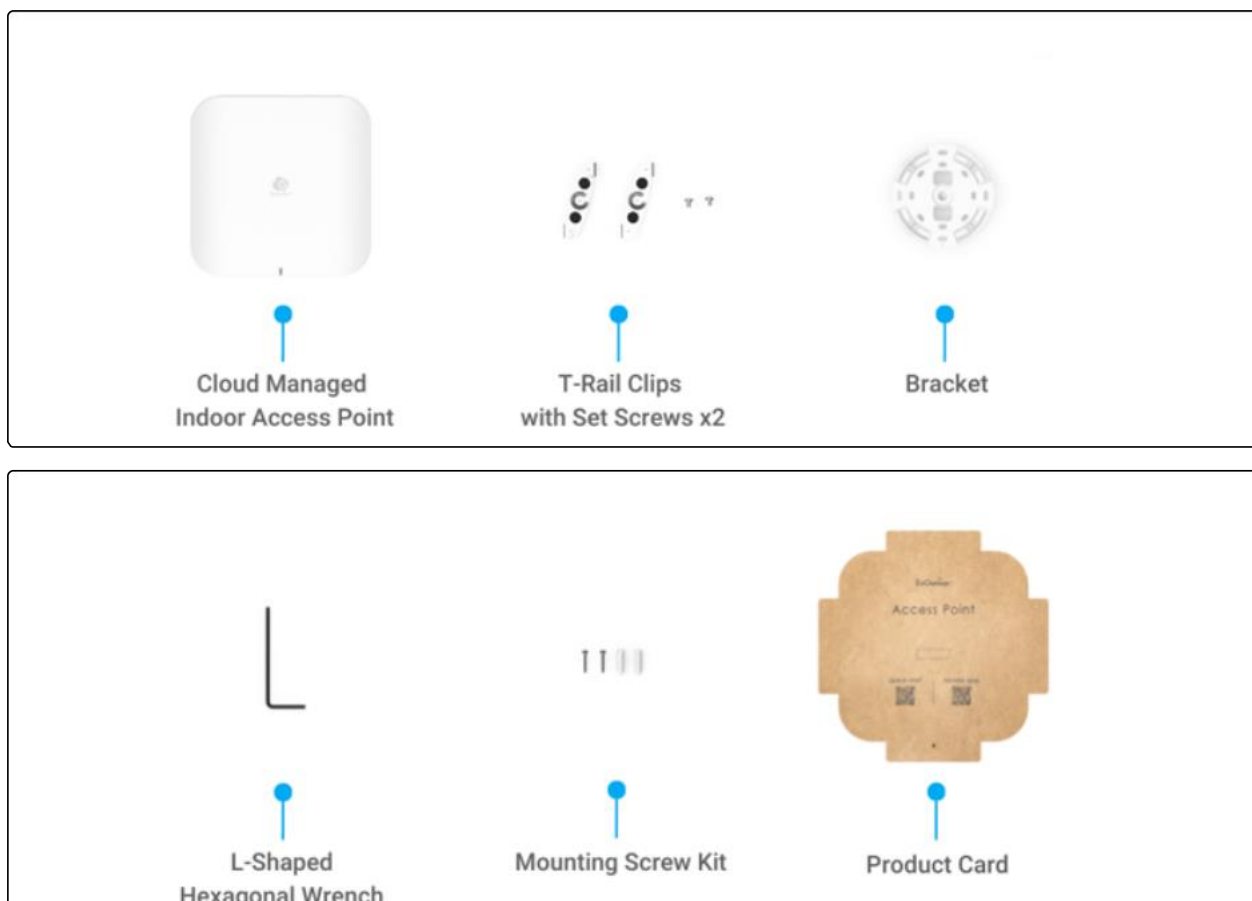 Cloud Managed
Indoor Access Point
T-Rail Clips
with Set Screws x2
Bracket
EnGenius
Access Point
L-Shaped
Hexagonal Wrench
Mounting Screw Kit
Product Card